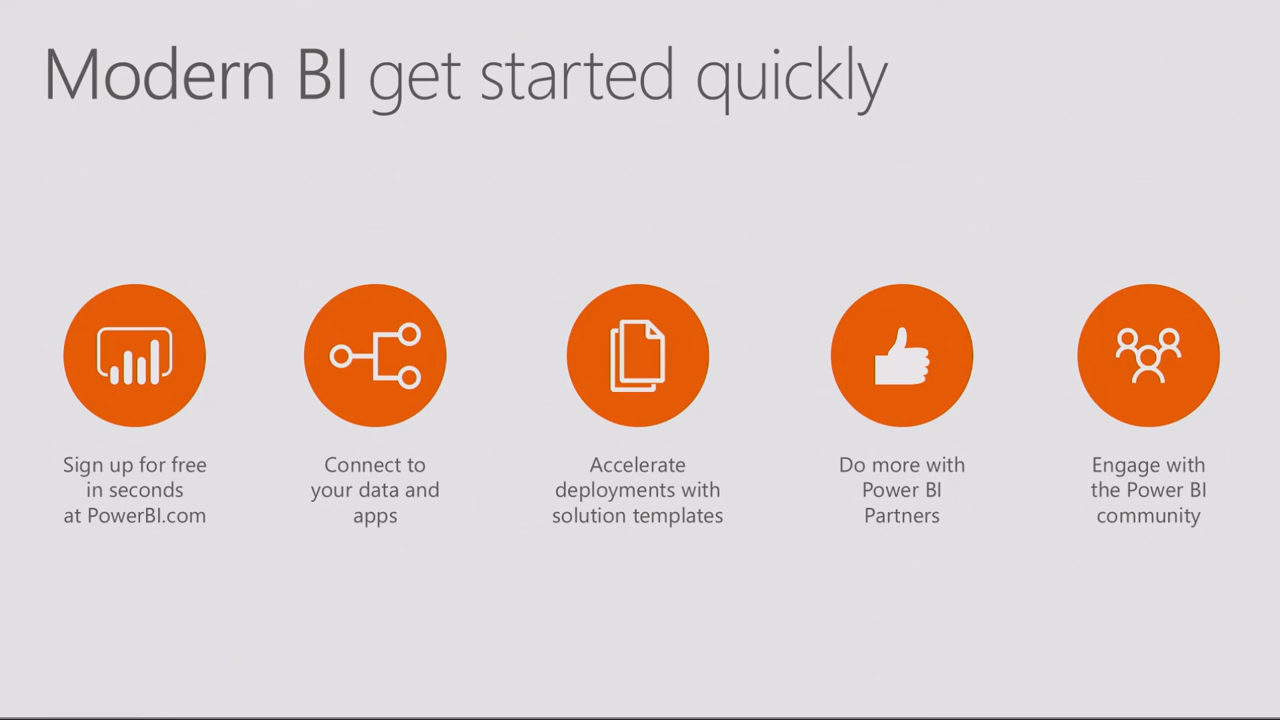 Modern BI get started quickly
Sign up for free
in seconds
at PowerBI.com
Connect to
your data and
apps
Accelerate
deployments with
solution templates
Do more with
Power BI
Partners
Engage with
the Power BI
community